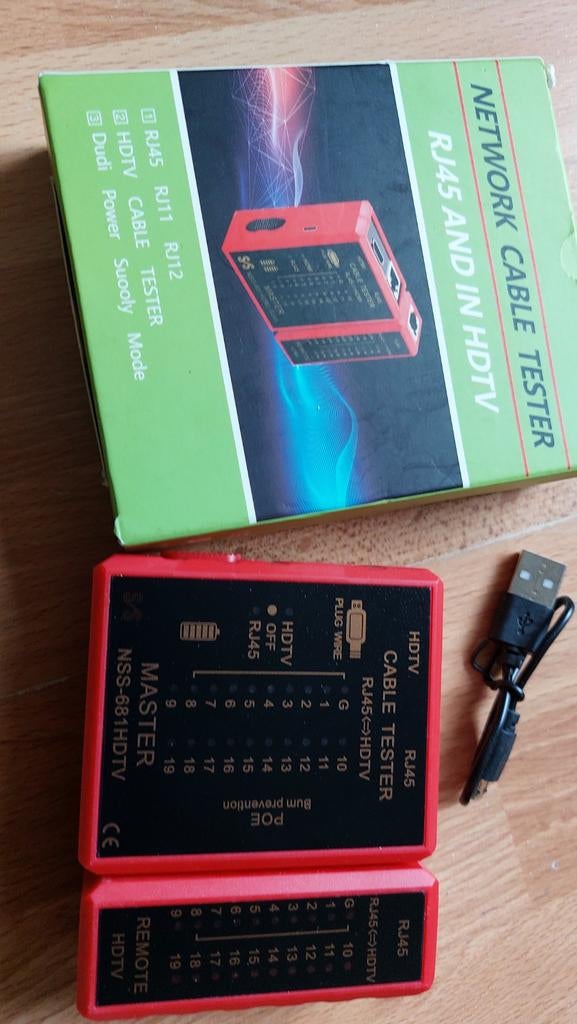 NETWORK CABLE TESTER
RJ45 AND IN HDTV
1 RJ45 RJ11 RJ12
2 HDTV CABLE TESTER
3 Dudi Power Suooly Mode
HDTV
RJ45
CABLE TESTER
RJ45<=>HDTV
PLUG WIRE
HDTV
OFF
RJ45
G 10
1 11
2 12
3 13
4 14
5 15
6 16
7 17
8 18
9 19
POE
Bum prevention
MASTER
NSS-681HDTV
CE
RJ45
RJ45<=>HDTV
G 10
1 11
2 12
3 13
4 14
5 15
6 16
7 17
8 18
9 19
REMOTE
HDTV